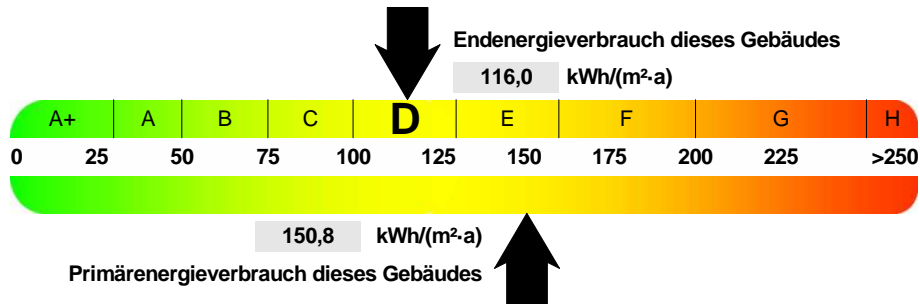 Endenergieverbrauch dieses Gebäudes
116,0 kWh/(m²·a)
A+ A B C D E F G H
0 25 50 75 100 125 150 175 200 225 >250
150,8 kWh/(m²·a)
Primärenergieverbrauch dieses Gebäudes